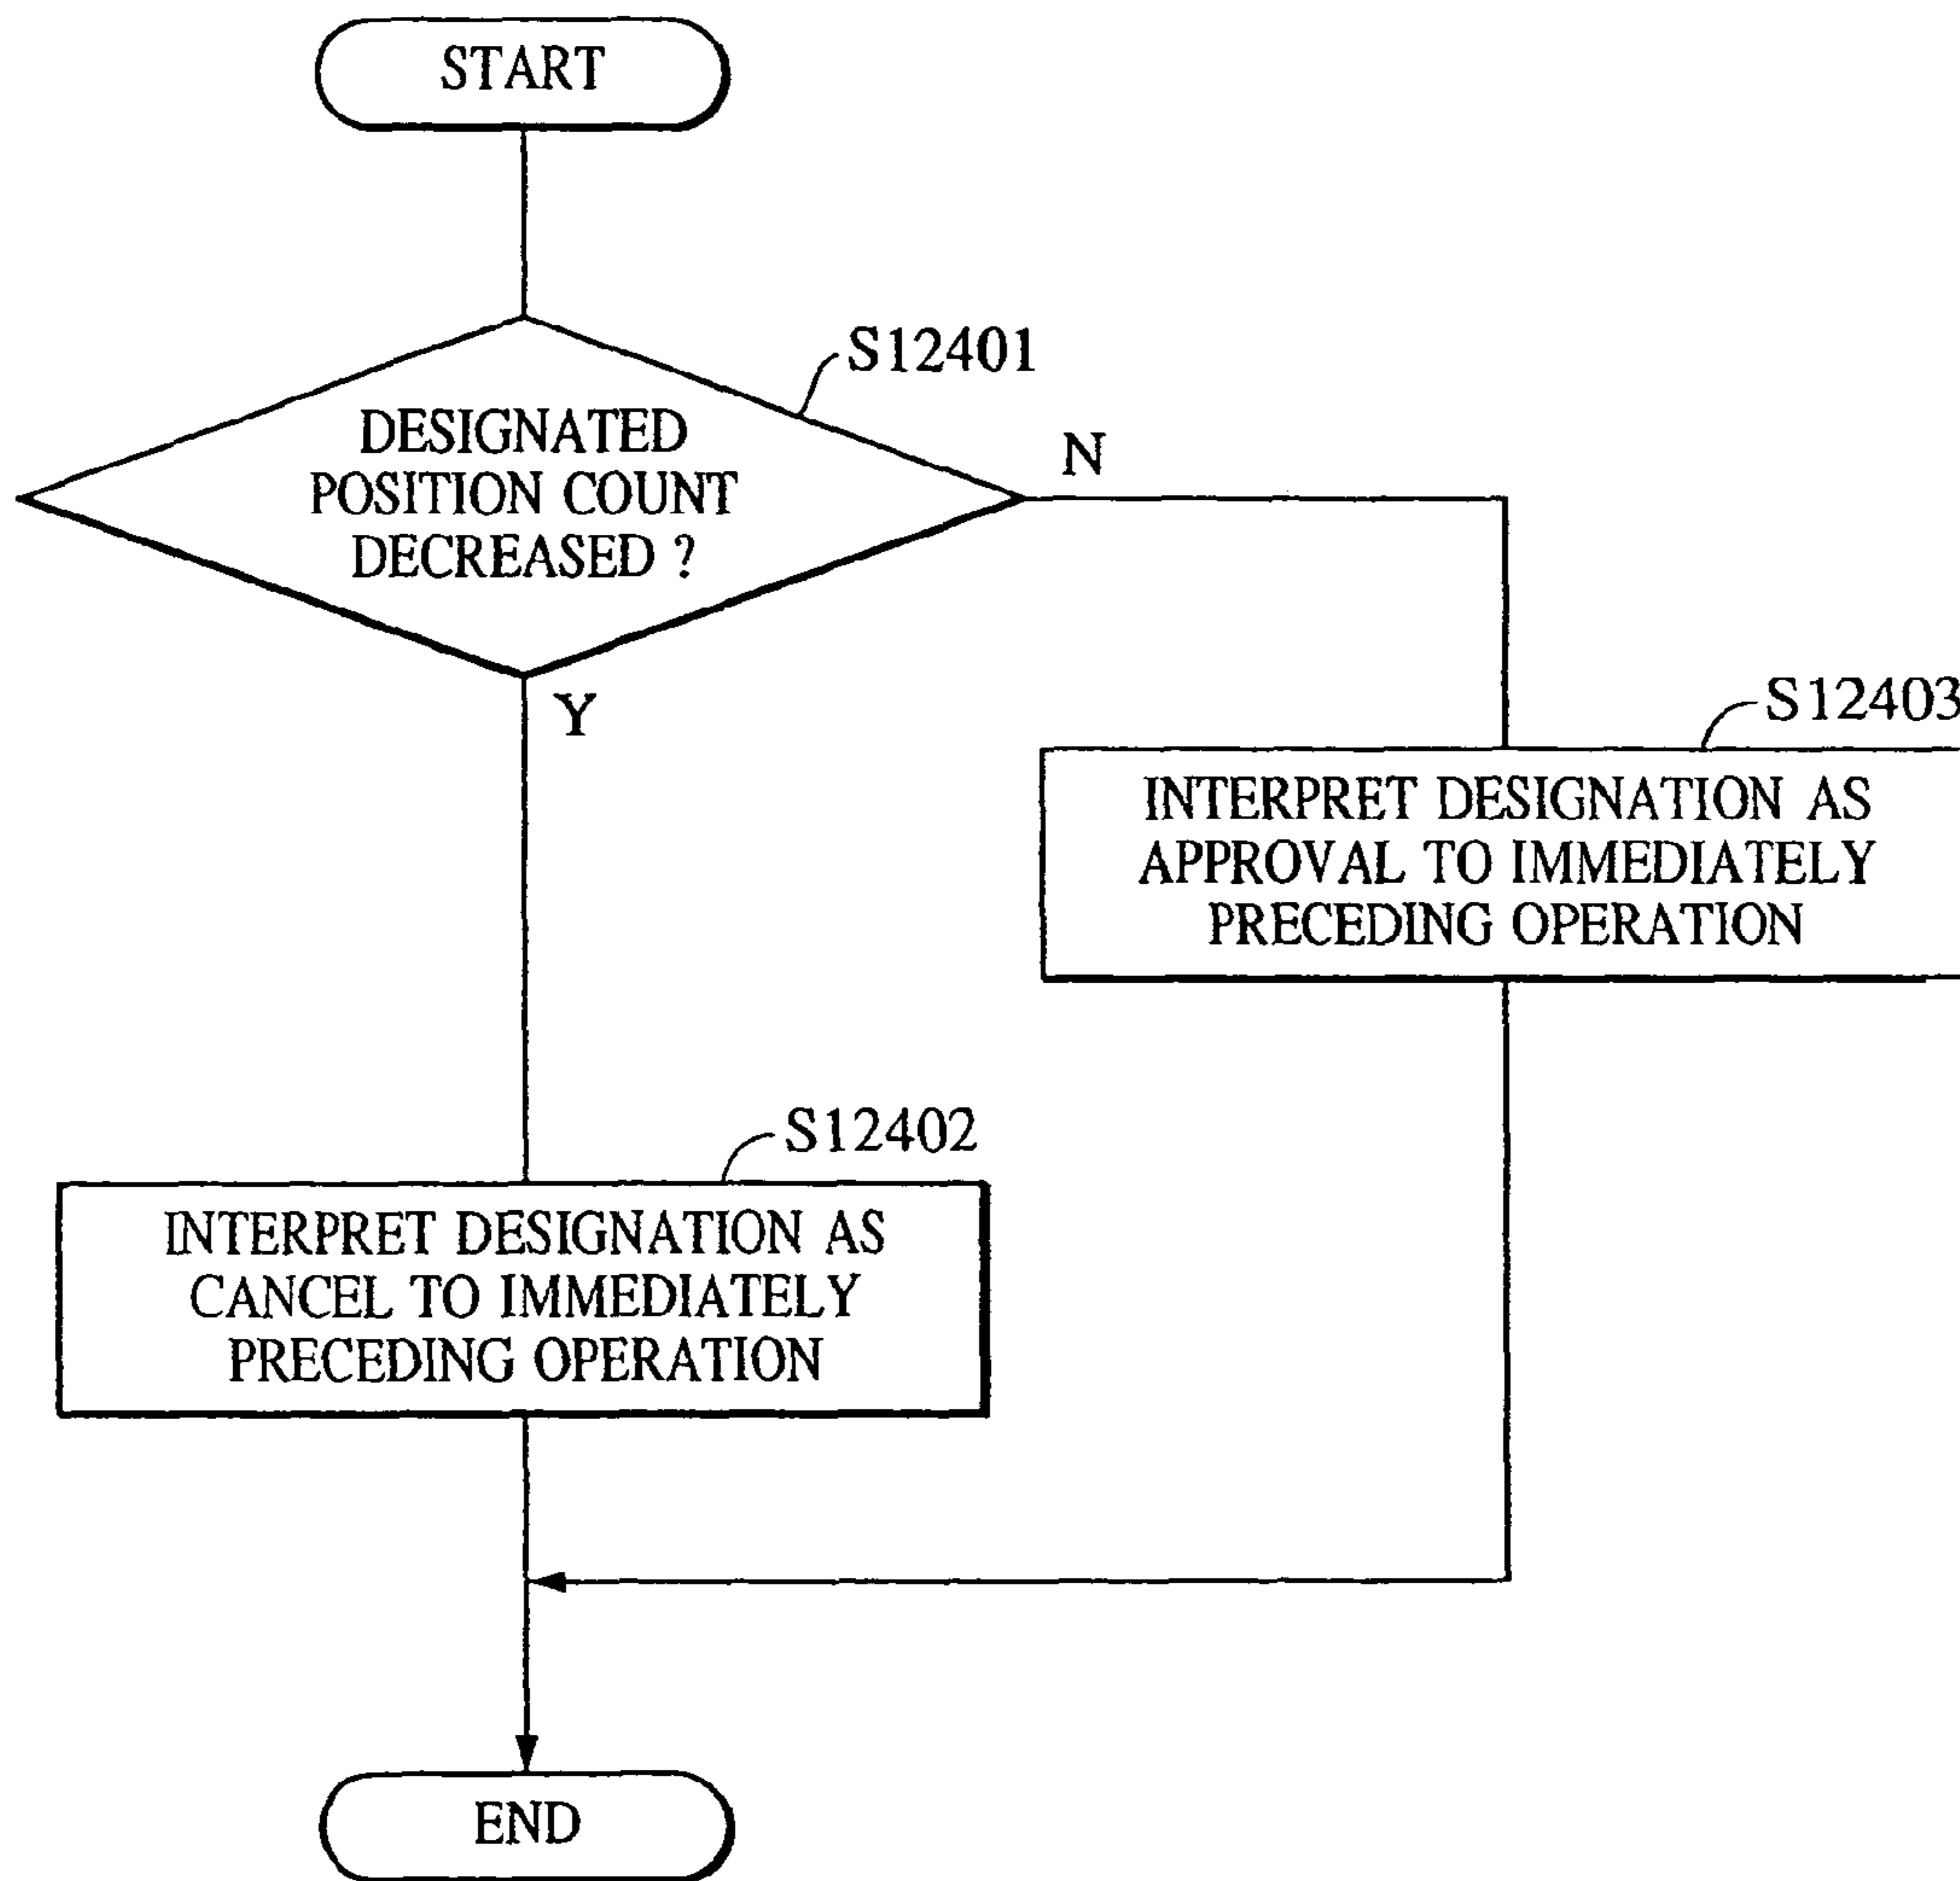 START
S12401
DESIGNATED
POSITION COUNT
DECREASED ?
N
Y
S12403
INTERPRET DESIGNATION AS
APPROVAL TO IMMEDIATELY
PRECEDING OPERATION
S12402
INTERPRET DESIGNATION AS
CANCEL TO IMMEDIATELY
PRECEDING OPERATION
END